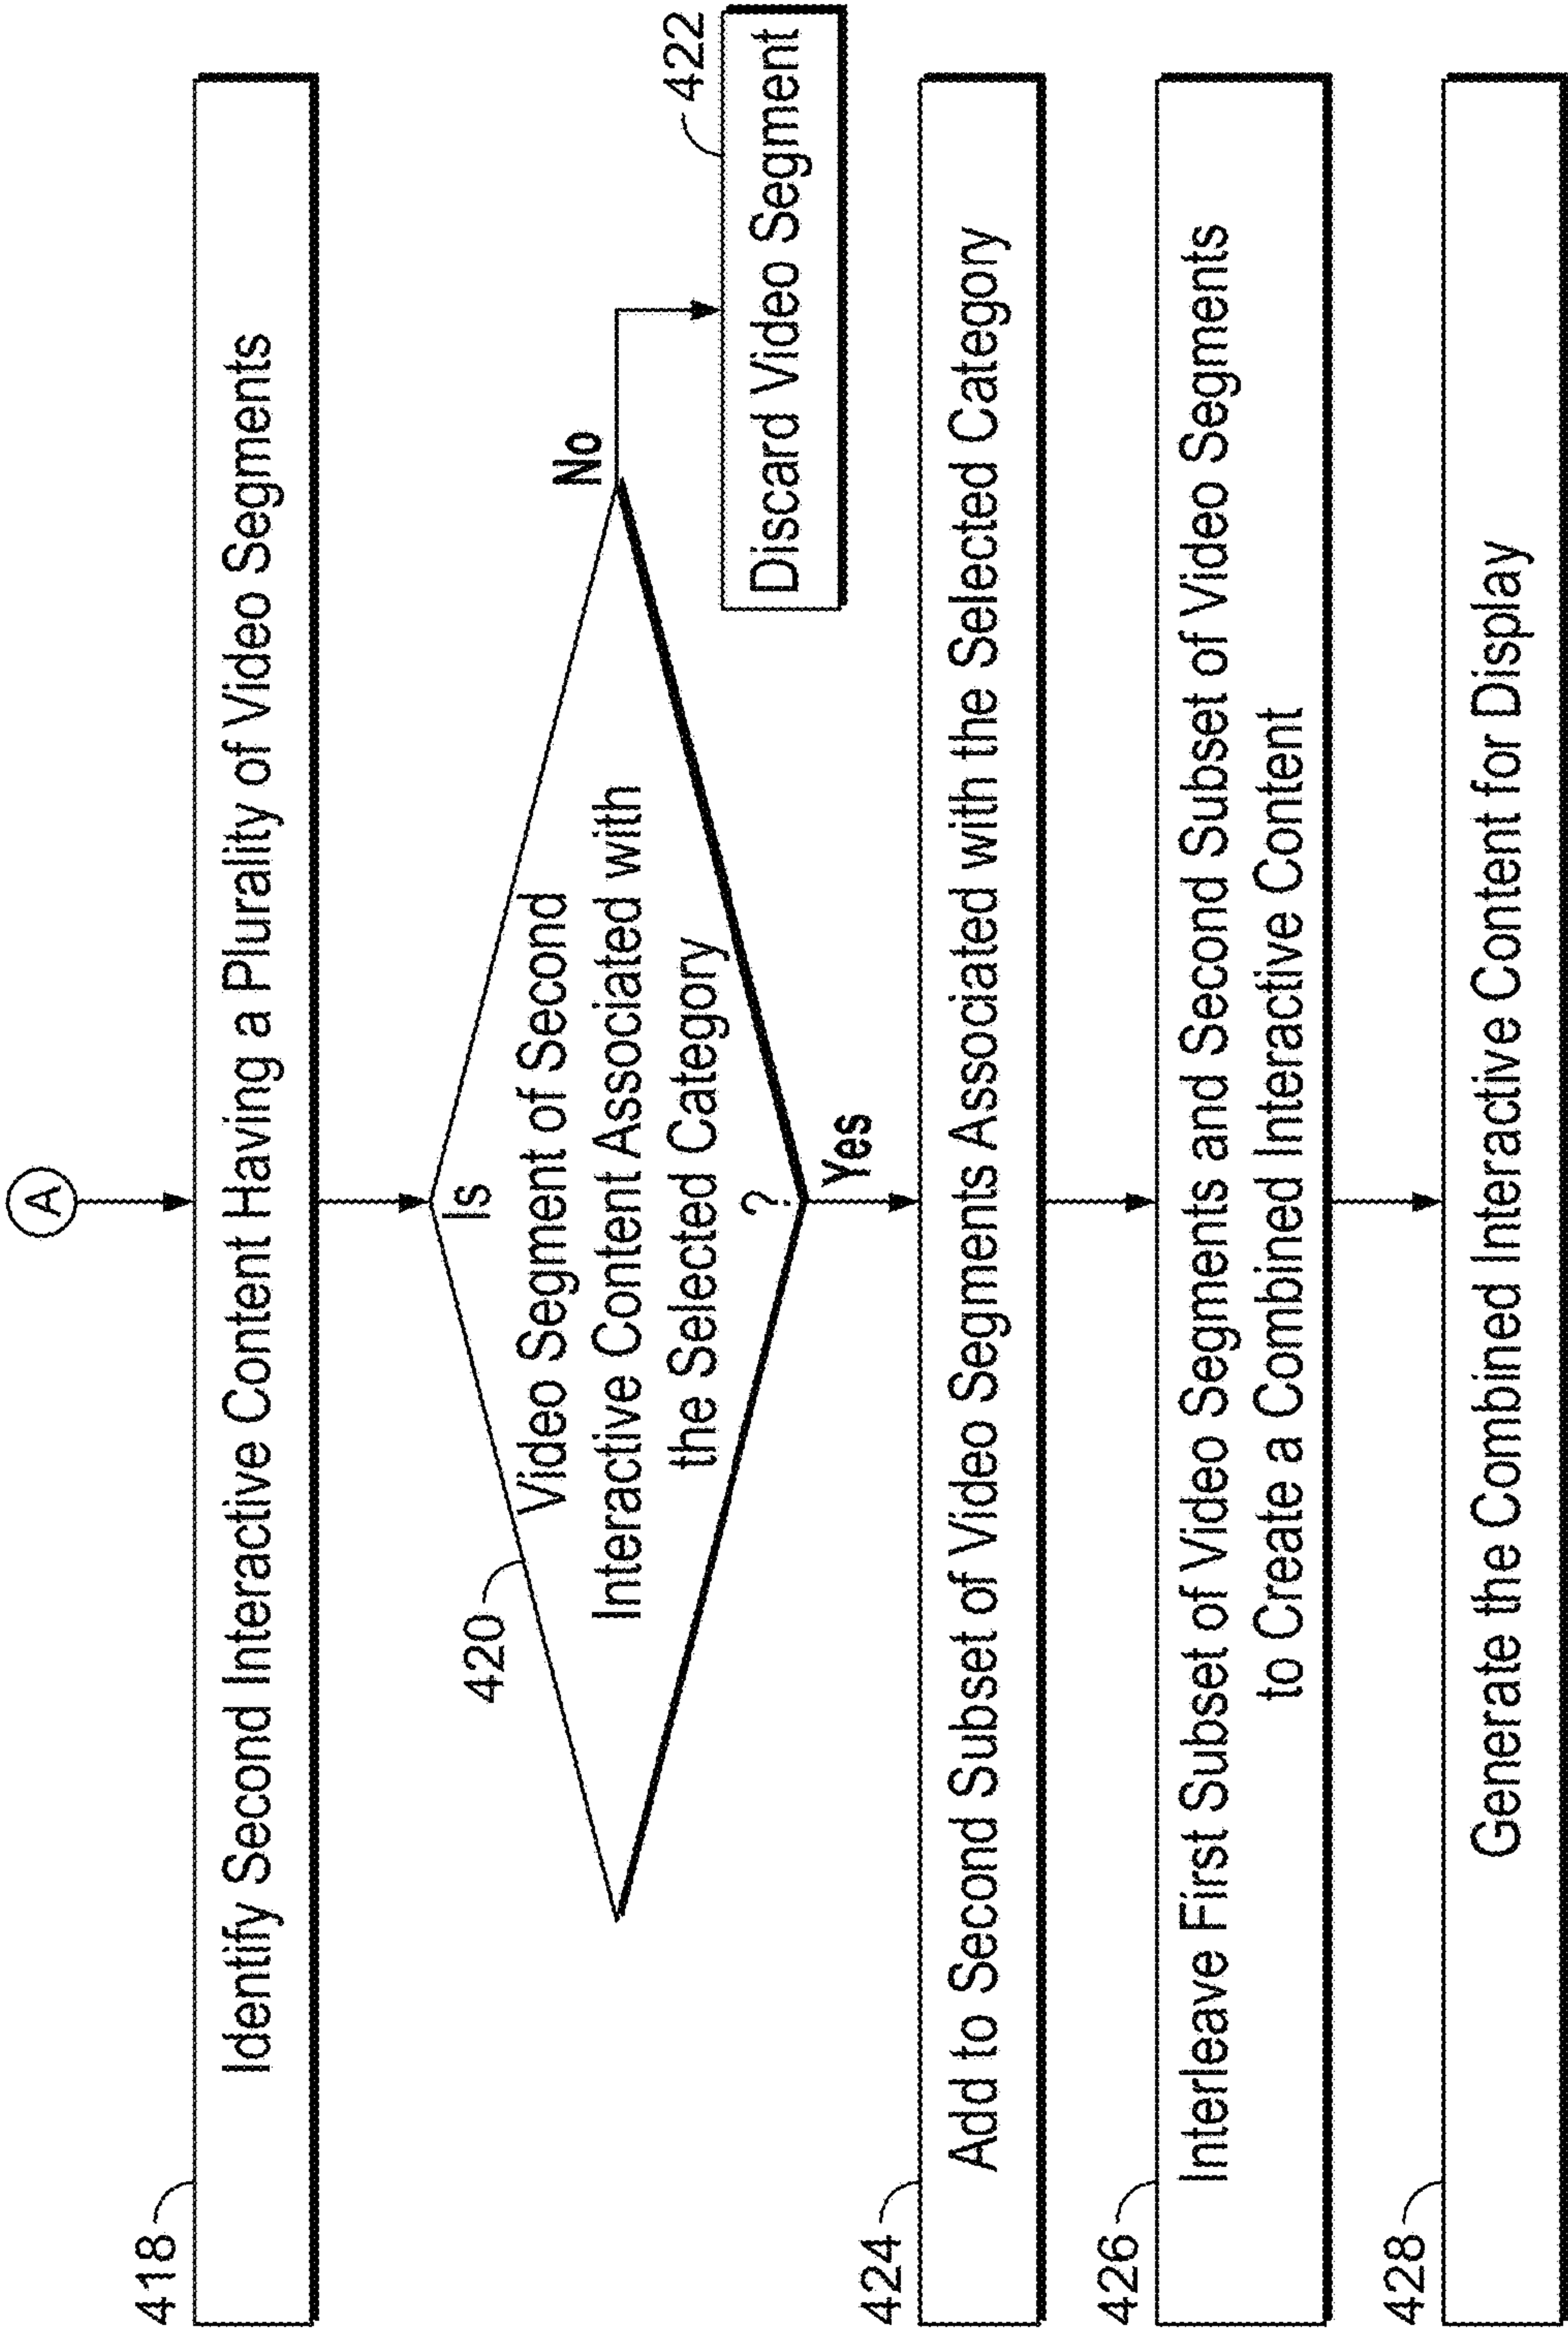 A
418
Identify Second Interactive Content Having a Plurality of Video Segments
420
Is
Video Segment of Second
Interactive Content Associated with
the Selected Category
?
No
422
Discard Video Segment
Yes
424
Add to Second Subset of Video Segments Associated with the Selected Category
426
Interleave First Subset of Video Segments and Second Subset of Video Segments
to Create a Combined Interactive Content
428
Generate the Combined Interactive Content for Display